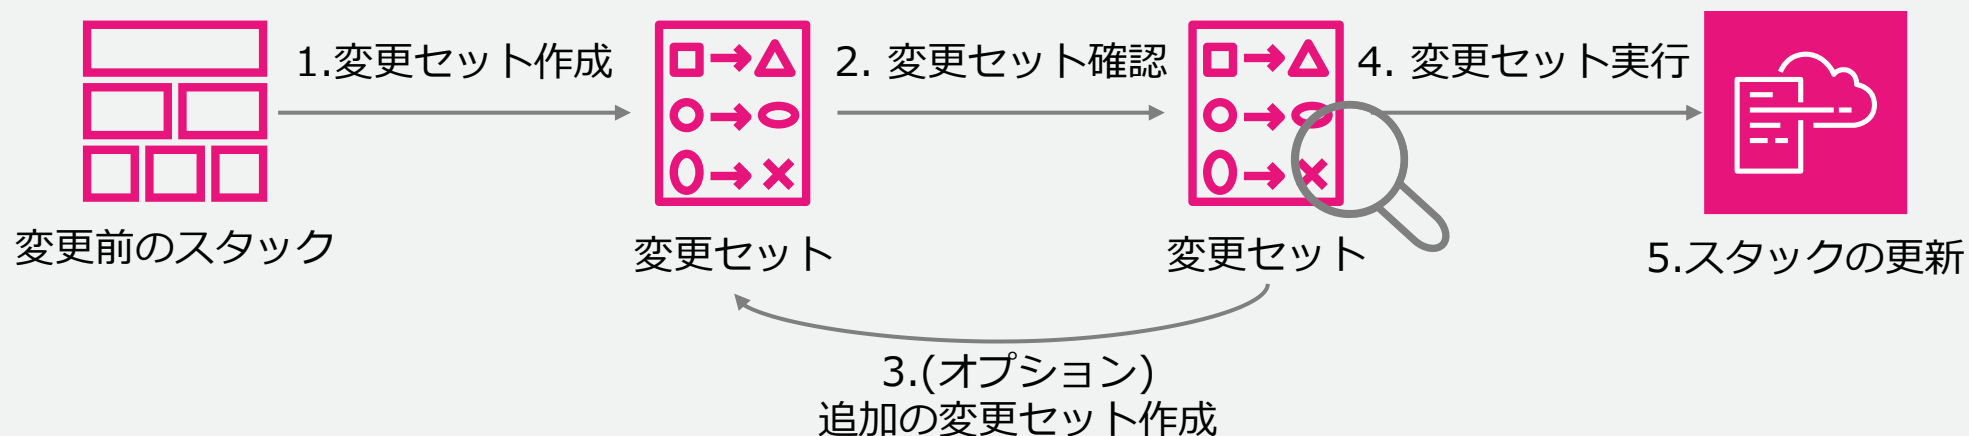 1.変更セット作成
2. 変更セット確認
4. 変更セット実行
変更前のスタック
変更セット
変更セット
5.スタックの更新
3.(オプション)
追加の変更セット作成